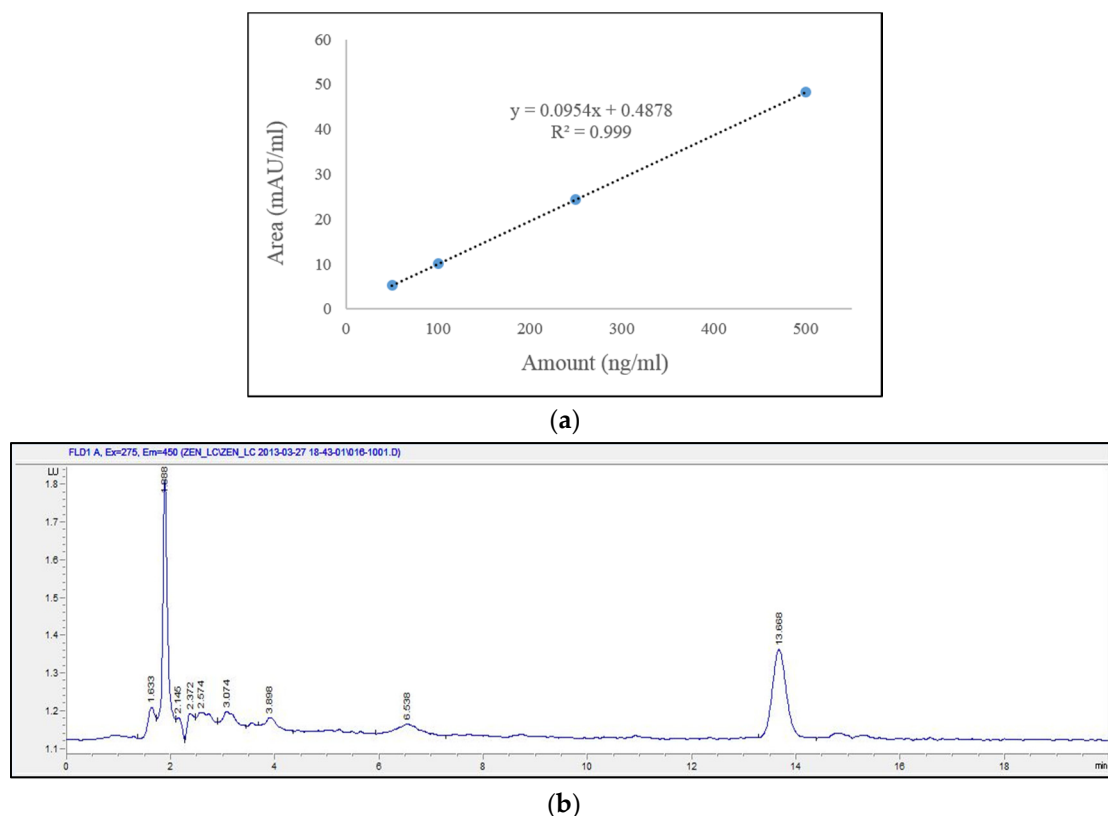 60
50
40
30
20
10
0
y = 0.0954x + 0.4878
R² = 0.999
Area (mAU/ml)
0 100 200 300 400 500
Amount (ng/ml)
(a)
FLD1 A, Ex=275, Em=450 (ZEN_LC\ZEN_LC 2013-03-27 18-43-01\016-1001.D)
LU
1.8
1.7
1.6
1.5
1.4
1.3
1.2
1.1
1.888
1.633
2.145
2.372
2.574
3.074
3.898
6.538
13.668
0 2 4 6 8 10 12 14 16 18 min
(b)